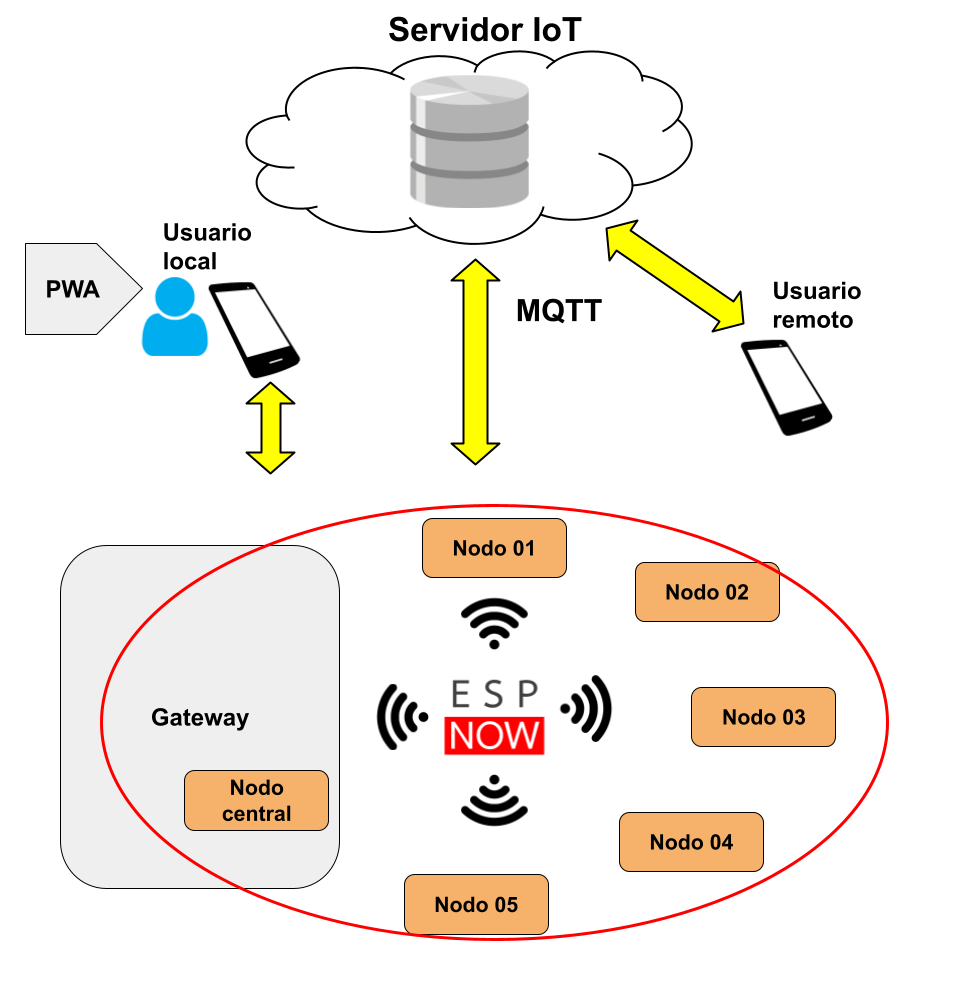 Servidor IoT
Usuario
local
PWA
MQTT
Usuario
remoto
Nodo 01
Nodo 02
ESP
NOW
Nodo 03
Gateway
Nodo
central
Nodo 04
Nodo 05